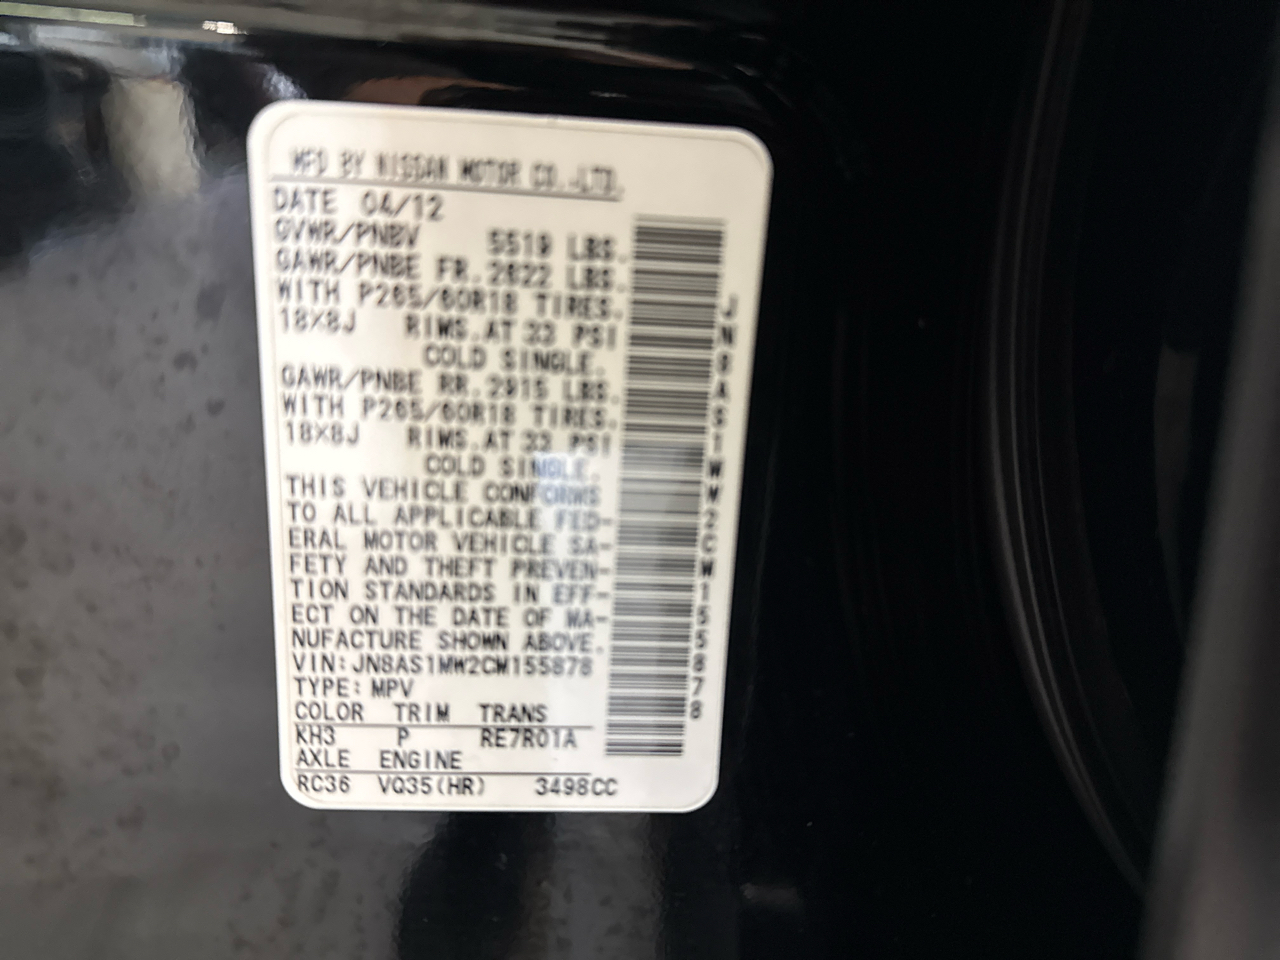 MFD BY NISSAN MOTOR CO.,LTD.
DATE 04/12
GVWR/PNBV 5519 LBS.
GAWR/PNBE FR.2622 LBS.
WITH P265/60R18 TIRES.
18X8J RIMS.AT 33 PSI
COLD SINGLE.
GAWR/PNBE RR.2915 LBS.
WITH P265/60R18 TIRES.
18X8J RIMS.AT 33 PSI
COLD SINGLE.
THIS VEHICLE CONFORMS
TO ALL APPLICABLE FED-
ERAL MOTOR VEHICLE SA-
FETY AND THEFT PREVEN-
TION STANDARDS IN EFF-
ECT ON THE DATE OF MA-
NUFACTURE SHOWN ABOVE.
VIN:JN8AS1MW2CM155878
TYPE:MPV
COLOR TRIM TRANS
KH3 P RE7R01A
AXLE ENGINE
RC36 VQ35(HR) 3498CC